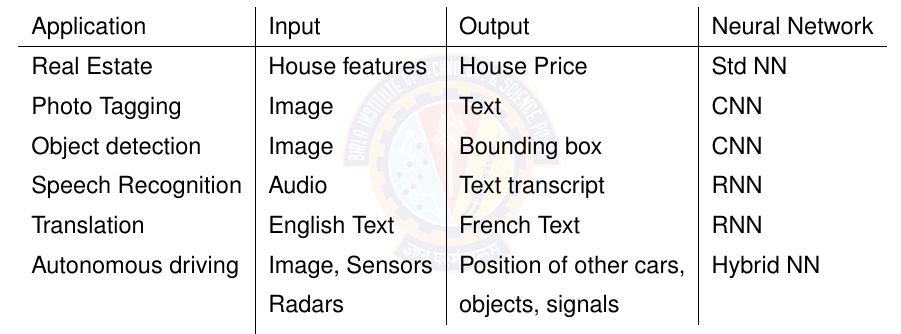 Application Input Output Neural Network
Real Estate House features House Price Std NN
Photo Tagging Image Text CNN
Object detection Image Bounding box CNN
Speech Recognition Audio Text transcript RNN
Translation English Text French Text RNN
Autonomous driving Image, Sensors Position of other cars, Hybrid NN
Radars objects, signals